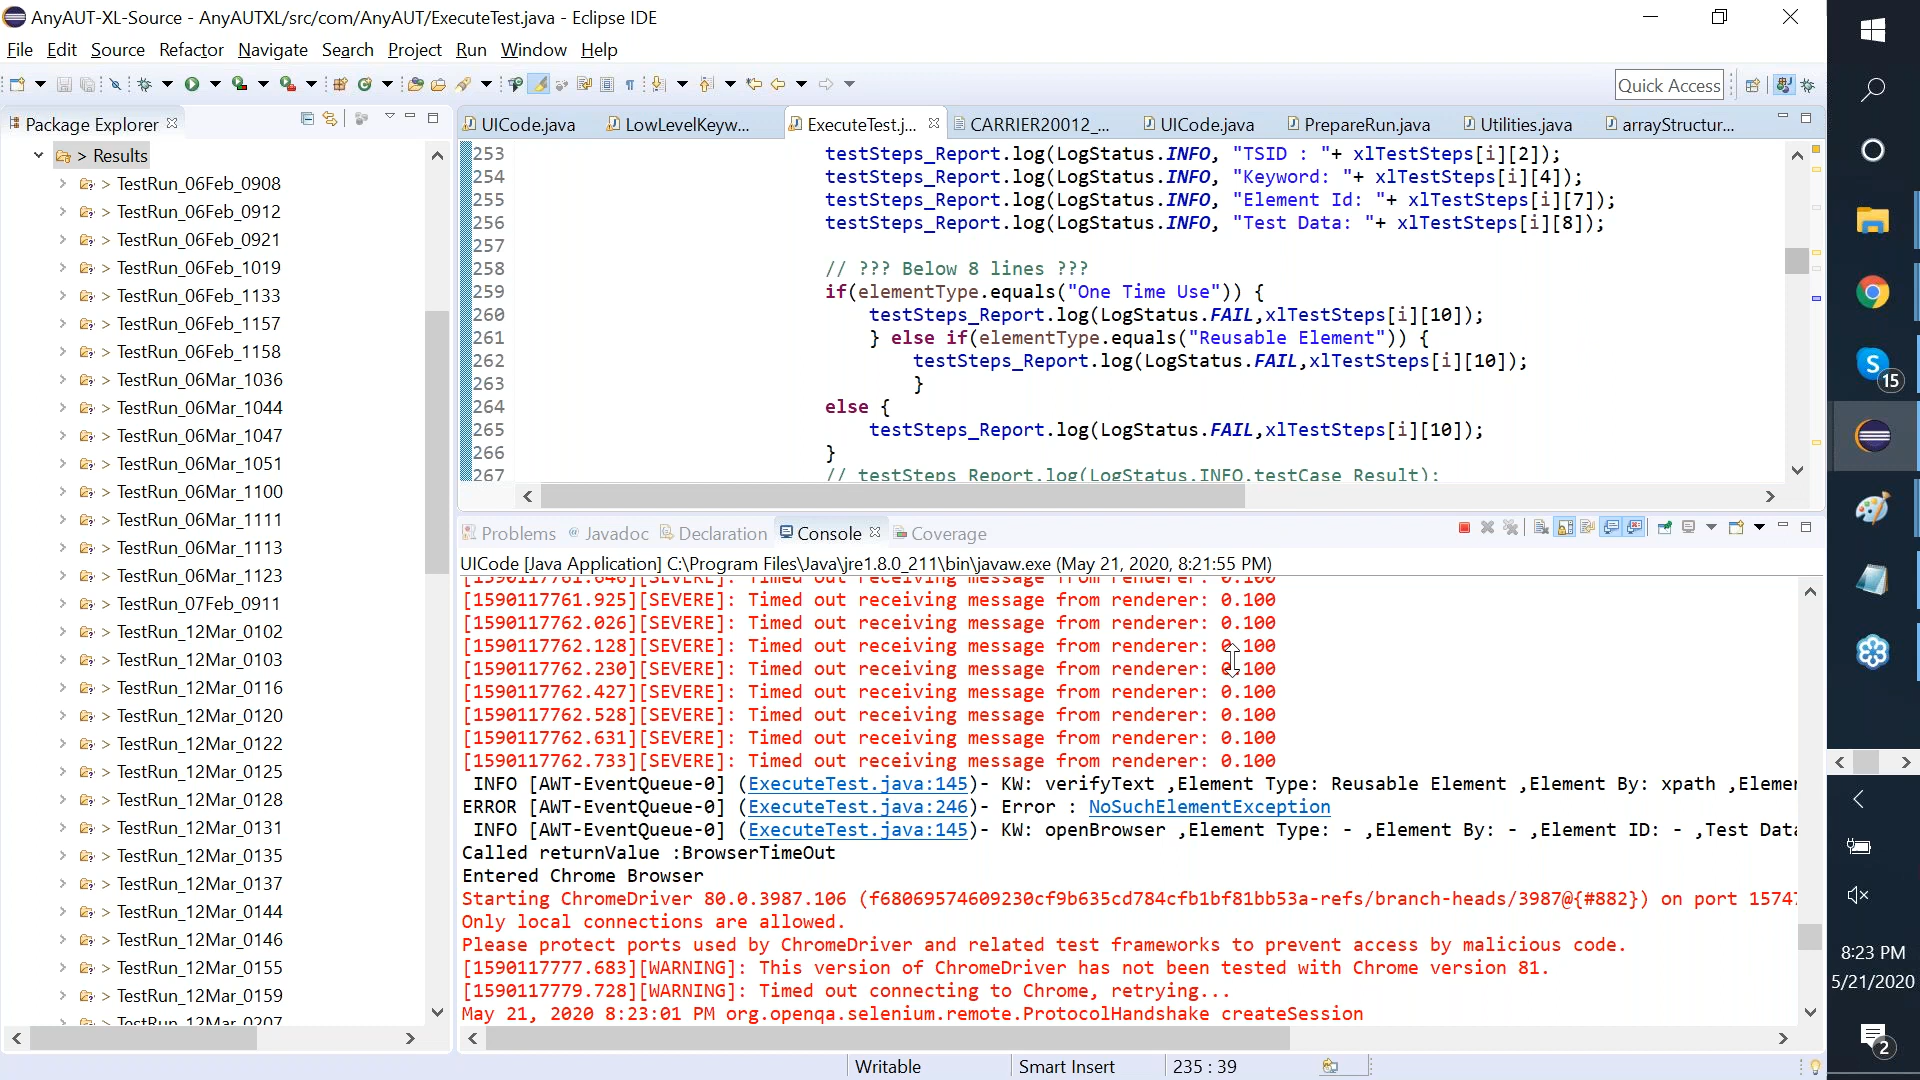 AnyAUT-XL-Source - AnyAUTXL/src/com/AnyAUT/ExecuteTest.java - Eclipse IDE
File Edit Source Refactor Navigate Search Project Run Window Help
Quick Access
Package Explorer
> Results
> TestRun_06Feb_0908
> TestRun_06Feb_0912
> TestRun_06Feb_0921
> TestRun_06Feb_1019
> TestRun_06Feb_1133
> TestRun_06Feb_1157
> TestRun_06Feb_1158
> TestRun_06Mar_1036
> TestRun_06Mar_1044
> TestRun_06Mar_1047
> TestRun_06Mar_1051
> TestRun_06Mar_1100
> TestRun_06Mar_1111
> TestRun_06Mar_1113
> TestRun_06Mar_1123
> TestRun_07Feb_0911
> TestRun_12Mar_0102
> TestRun_12Mar_0103
> TestRun_12Mar_0116
> TestRun_12Mar_0120
> TestRun_12Mar_0122
> TestRun_12Mar_0125
> TestRun_12Mar_0128
> TestRun_12Mar_0131
> TestRun_12Mar_0135
> TestRun_12Mar_0137
> TestRun_12Mar_0144
> TestRun_12Mar_0146
> TestRun_12Mar_0155
> TestRun_12Mar_0159
> TestRun_12Mar_0207
UICode.java LowLevelKeyw... ExecuteTest.j... CARRIER20012_... UICode.java PrepareRun.java Utilities.java arrayStructur...
253 testSteps_Report.log(LogStatus.INFO, "TSID : "+ xlTestSteps[i][2]);
254 testSteps_Report.log(LogStatus.INFO, "Keyword: "+ xlTestSteps[i][4]);
255 testSteps_Report.log(LogStatus.INFO, "Element Id: "+ xlTestSteps[i][7]);
256 testSteps_Report.log(LogStatus.INFO, "Test Data: "+ xlTestSteps[i][8]);
257
258 // ??? Below 8 lines ???
259 if(elementType.equals("One Time Use")) {
260 testSteps_Report.log(LogStatus.FAIL,xlTestSteps[i][10]);
261 } else if(elementType.equals("Reusable Element")) {
262 testSteps_Report.log(LogStatus.FAIL,xlTestSteps[i][10]);
263 }
264 else {
265 testSteps_Report.log(LogStatus.FAIL,xlTestSteps[i][10]);
266 }
267 // testSteps_Report.log(LogStatus.INFO,testCase_Result);
Problems Javadoc Declaration Console Coverage
UICode [Java Application] C:\Program Files\Java\jre1.8.0_211\bin\javaw.exe (May 21, 2020, 8:21:55 PM)
[SEVERE]: Timed out receiving message from renderer: 0.100
[1590117761.925][SEVERE]: Timed out receiving message from renderer: 0.100
[1590117762.026][SEVERE]: Timed out receiving message from renderer: 0.100
[1590117762.128][SEVERE]: Timed out receiving message from renderer: 0.100
[1590117762.230][SEVERE]: Timed out receiving message from renderer: 0.100
[1590117762.427][SEVERE]: Timed out receiving message from renderer: 0.100
[1590117762.528][SEVERE]: Timed out receiving message from renderer: 0.100
[1590117762.631][SEVERE]: Timed out receiving message from renderer: 0.100
[1590117762.733][SEVERE]: Timed out receiving message from renderer: 0.100
INFO [AWT-EventQueue-0] (ExecuteTest.java:145)- KW: verifyText ,Element Type: Reusable Element ,Element By: xpath ,Elemen
ERROR [AWT-EventQueue-0] (ExecuteTest.java:246)- Error : NoSuchElementException
INFO [AWT-EventQueue-0] (ExecuteTest.java:145)- KW: openBrowser ,Element Type: - ,Element By: - ,Element ID: - ,Test Data
Called returnValue :BrowserTimeOut
Entered Chrome Browser
Starting ChromeDriver 80.0.3987.106 (f68069574609230cf9b635cd784cfb1bf81bb53a-refs/branch-heads/3987@{#882}) on port 15747
Only local connections are allowed.
Please protect ports used by ChromeDriver and related test frameworks to prevent access by malicious code.
[1590117777.683][WARNING]: This version of ChromeDriver has not been tested with Chrome version 81.
[1590117779.728][WARNING]: Timed out connecting to Chrome, retrying...
May 21, 2020 8:23:01 PM org.openqa.selenium.remote.ProtocolHandshake createSession
Writable Smart Insert 235 : 39
15
8:23 PM
5/21/2020
2